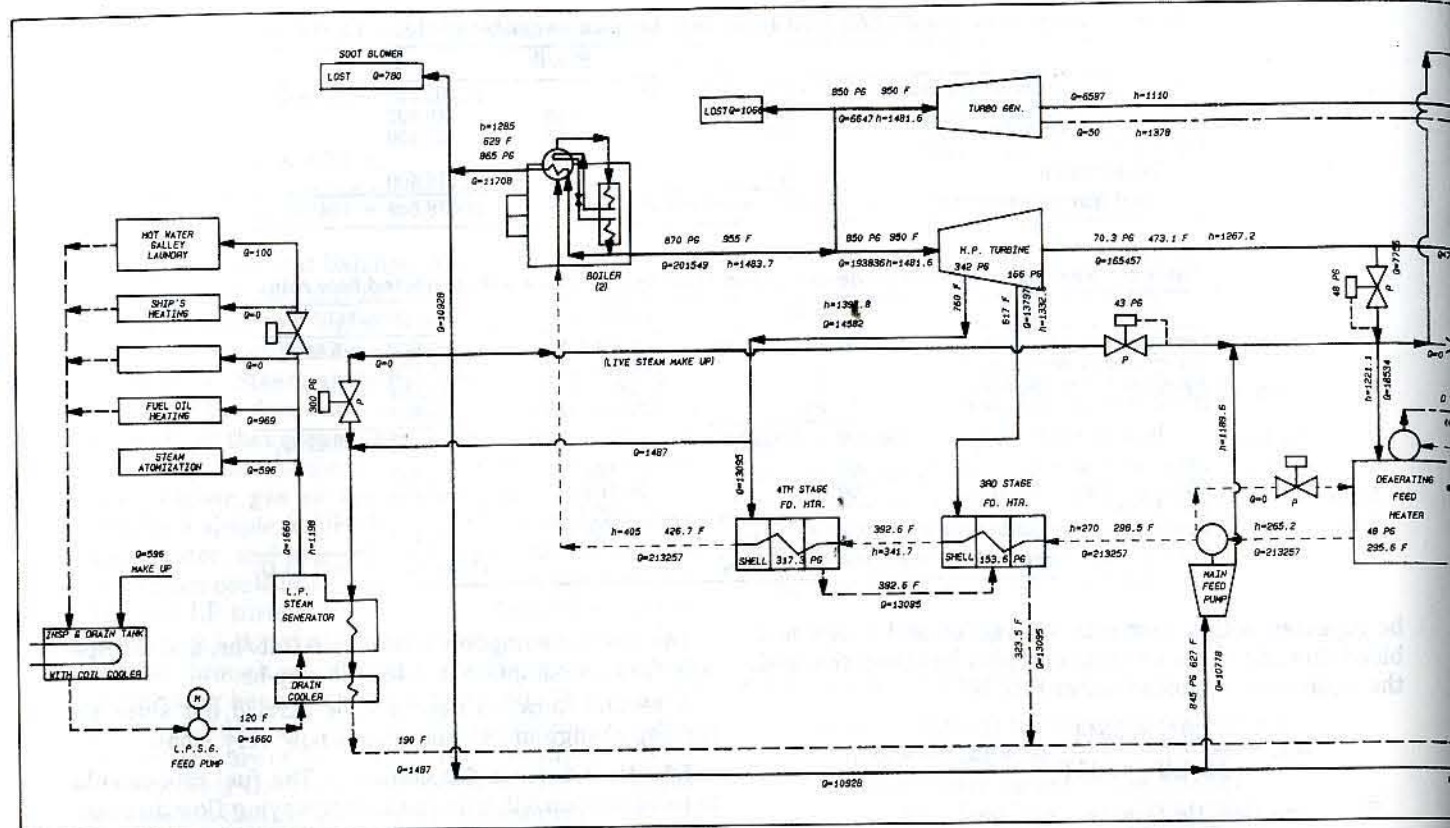 SOOT BLOWER
LOST Q=780
h=1285
629 F
965 PG
Q=11708
BOILER
(2)
870 PG 955 F
Q=201549 h=1483.7
LOST Q=1066
850 PG 950 F
Q=6647 h=1481.6
TURBO GEN.
Q=6597 h=1110
Q=50 h=1378
850 PG 950 F
Q=193836 h=1481.6
H.P. TURBINE
342 PG
166 PG
70.3 PG 473.1 F h=1267.2
Q=165457
48 PG
P
Q=7756
760 F
Q=14582
617 F
Q=13797
43 PG
P
HOT WATER
GALLEY
LAUNDRY
Q=100
SHIP'S
HEATING
Q=0
FUEL OIL
HEATING
Q=969
STEAM
ATOMIZATION
Q=596
Q=10928
Q=0
(LIVE STEAM MAKE UP)
300 PG
P
Q=0
h=1221.1
Q=18534
h=1189.6
Q=1487
Q=13095
4TH STAGE
FD. HTR.
SHELL 317.3 PG
3RD STAGE
FD. HTR.
SHELL 153.6 PG
h=405 426.7 F
Q=213257
392.6 F
h=341.7
h=270 298.5 F
Q=213257
382.6 F
Q=13095
323.5 F
Q=13095
Q=0
P
h=265.2
Q=213257
DEAERATING
FEED
HEATER
48 PG
295.6 F
MAIN
FEED
PUMP
845 PG 627 F
Q=10778
Q=596
MAKE UP
Q=1660
h=1198
L.P.
STEAM
GENERATOR
INSP & DRAIN TANK
WITH COIL COOLER
M
120 F
Q=1660
L.P.S.G.
FEED PUMP
DRAIN
COOLER
190 F
Q=1487
Q=10928